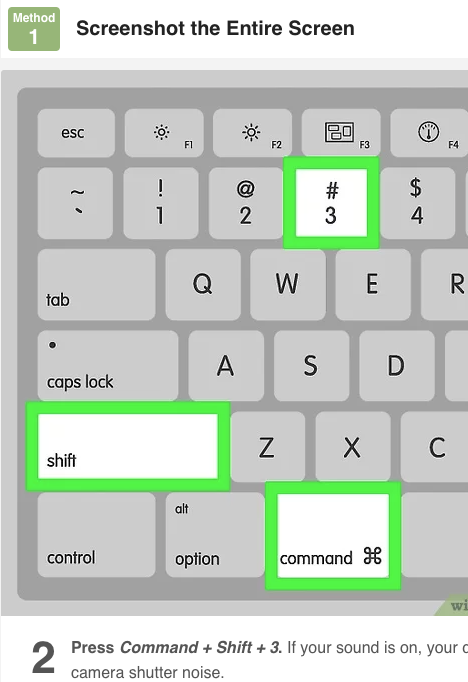 Method
1
Screenshot the Entire Screen
esc
F1
F2
F3
F4
~
`
!
1
@
2
#
3
$
4
tab
Q
W
E
R
caps lock
A
S
D
shift
Z
X
C
control
alt
option
command ⌘
wi
2
Press Command + Shift + 3. If your sound is on, your
camera shutter noise.